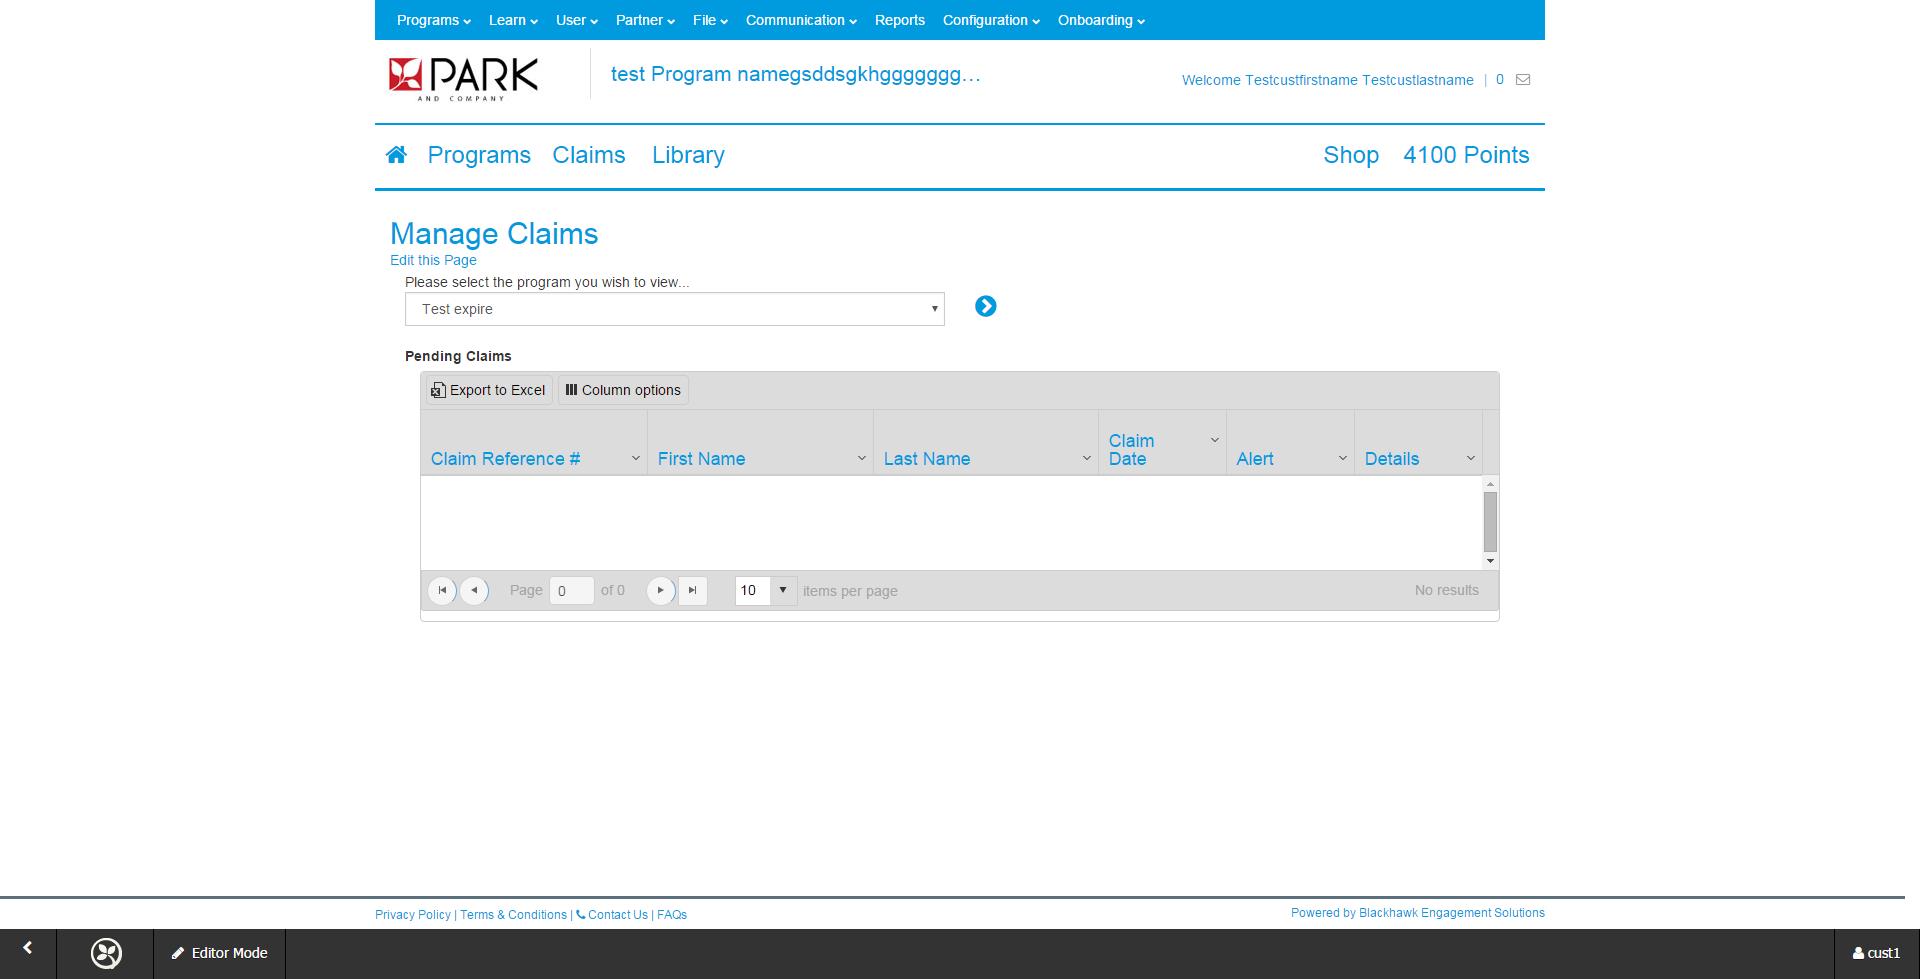 Programs Learn User Partner File Communication Reports Configuration Onboarding
PARK
AND COMPANY
test Program namegsddsgkhggggggg...
Welcome Testcustfirstname Testcustlastname | 0
Programs Claims Library Shop 4100 Points
Manage Claims
Edit this Page
Please select the program you wish to view...
Test expire
Pending Claims
Export to Excel Column options
Claim Reference # First Name Last Name Claim Date Alert Details
Page 0 of 0 10 items per page No results
Privacy Policy | Terms & Conditions | Contact Us | FAQs Powered by Blackhawk Engagement Solutions
Editor Mode cust1